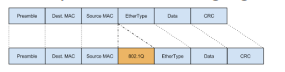 Preamble Dest. MAC Source MAC EtherType Data CRC
Preamble Dest. MAC Source MAC 802.1Q EtherType Data CRC